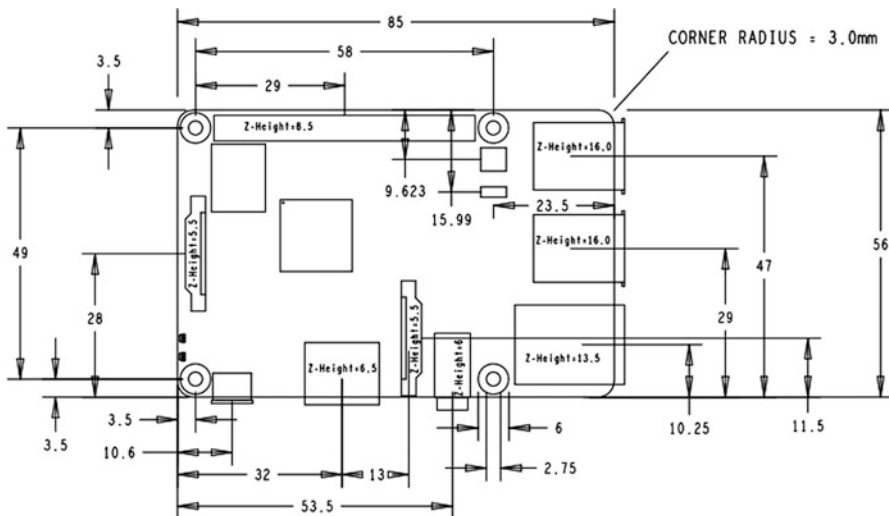 85
58
CORNER RADIUS = 3.0mm
3.5
29
Z-Height=8.5
Z-Height=16.0
9.623
15.99
23.5
Z-Height=5.5
Z-Height=16.0
49
47
56
28
29
Z-Height=5.5
Z-Height=6.5
Z-Height=6
Z-Height=13.5
3.5
3.5
10.6
6
10.25
11.5
32
13
2.75
53.5